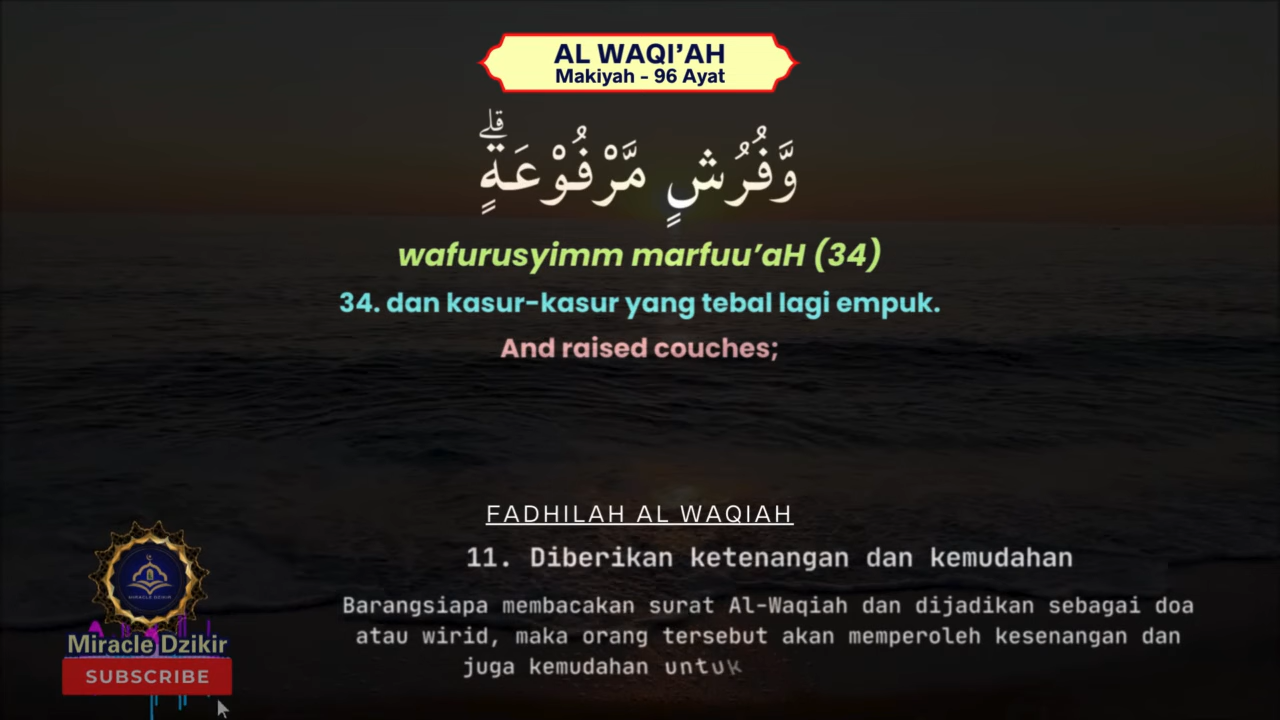 AL WAQI’AH
Makiyah - 96 Ayat
وَّفُرُشٍ مَّرْفُوْعَةٍۗ
wafurusyimm marfuu’aH (34)
34. dan kasur-kasur yang tebal lagi empuk.
And raised couches;
FADHILAH AL WAQIAH
11. Diberikan ketenangan dan kemudahan
Barangsiapa membacakan surat Al-Waqiah dan dijadikan sebagai doa
atau wirid, maka orang tersebut akan memperoleh kesenangan dan
juga kemudahan untuk
MIRACLE DZIKIR
Miracle Dzikir
SUBSCRIBE